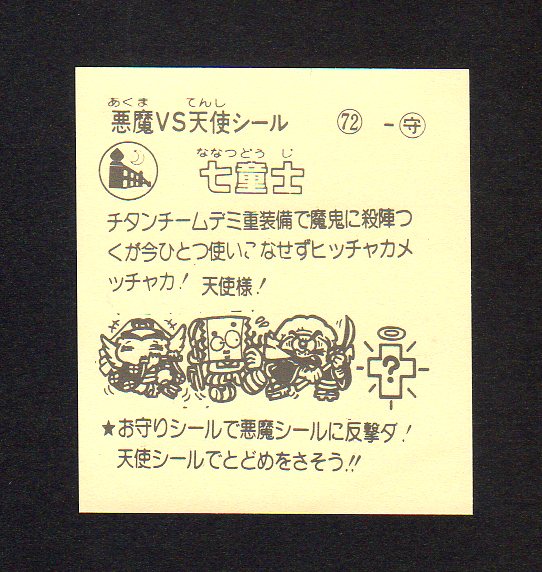 あくま てんし
悪魔VS天使シール 72 -守
ななつどうじ
七童士
チタンチームデミ重装備で魔鬼に殺陣つ
くが今ひとつ使いこなせずヒッチャカメ
ッチャカ! 天使様!
?
★お守りシールで悪魔シールに反撃ダ!
天使シールでとどめをさそう!!